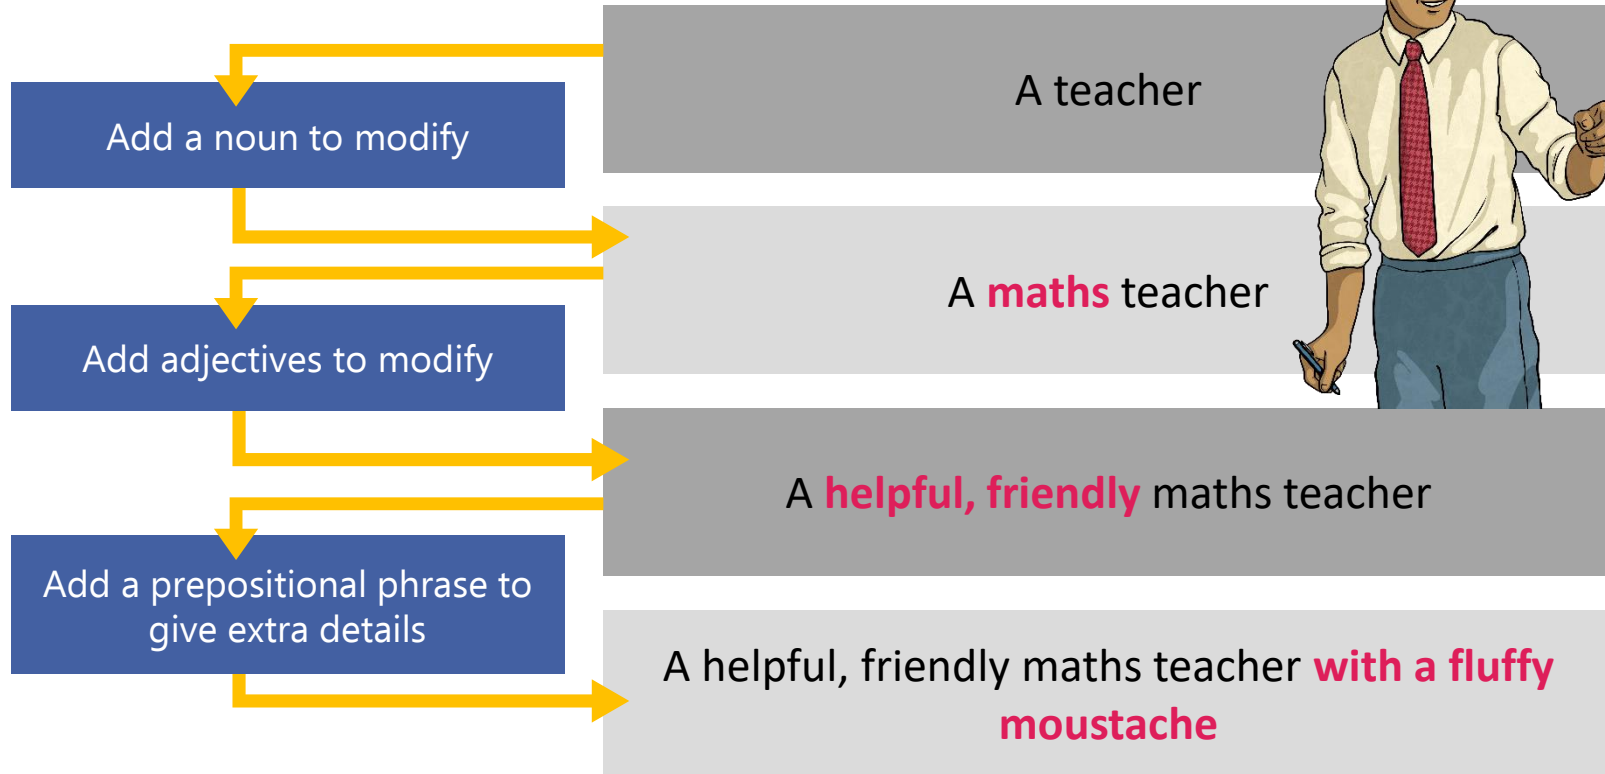 A teacher
Add a noun to modify
A maths teacher
Add adjectives to modify
A helpful, friendly maths teacher
Add a prepositional phrase to
give extra details
A helpful, friendly maths teacher with a fluffy
moustache